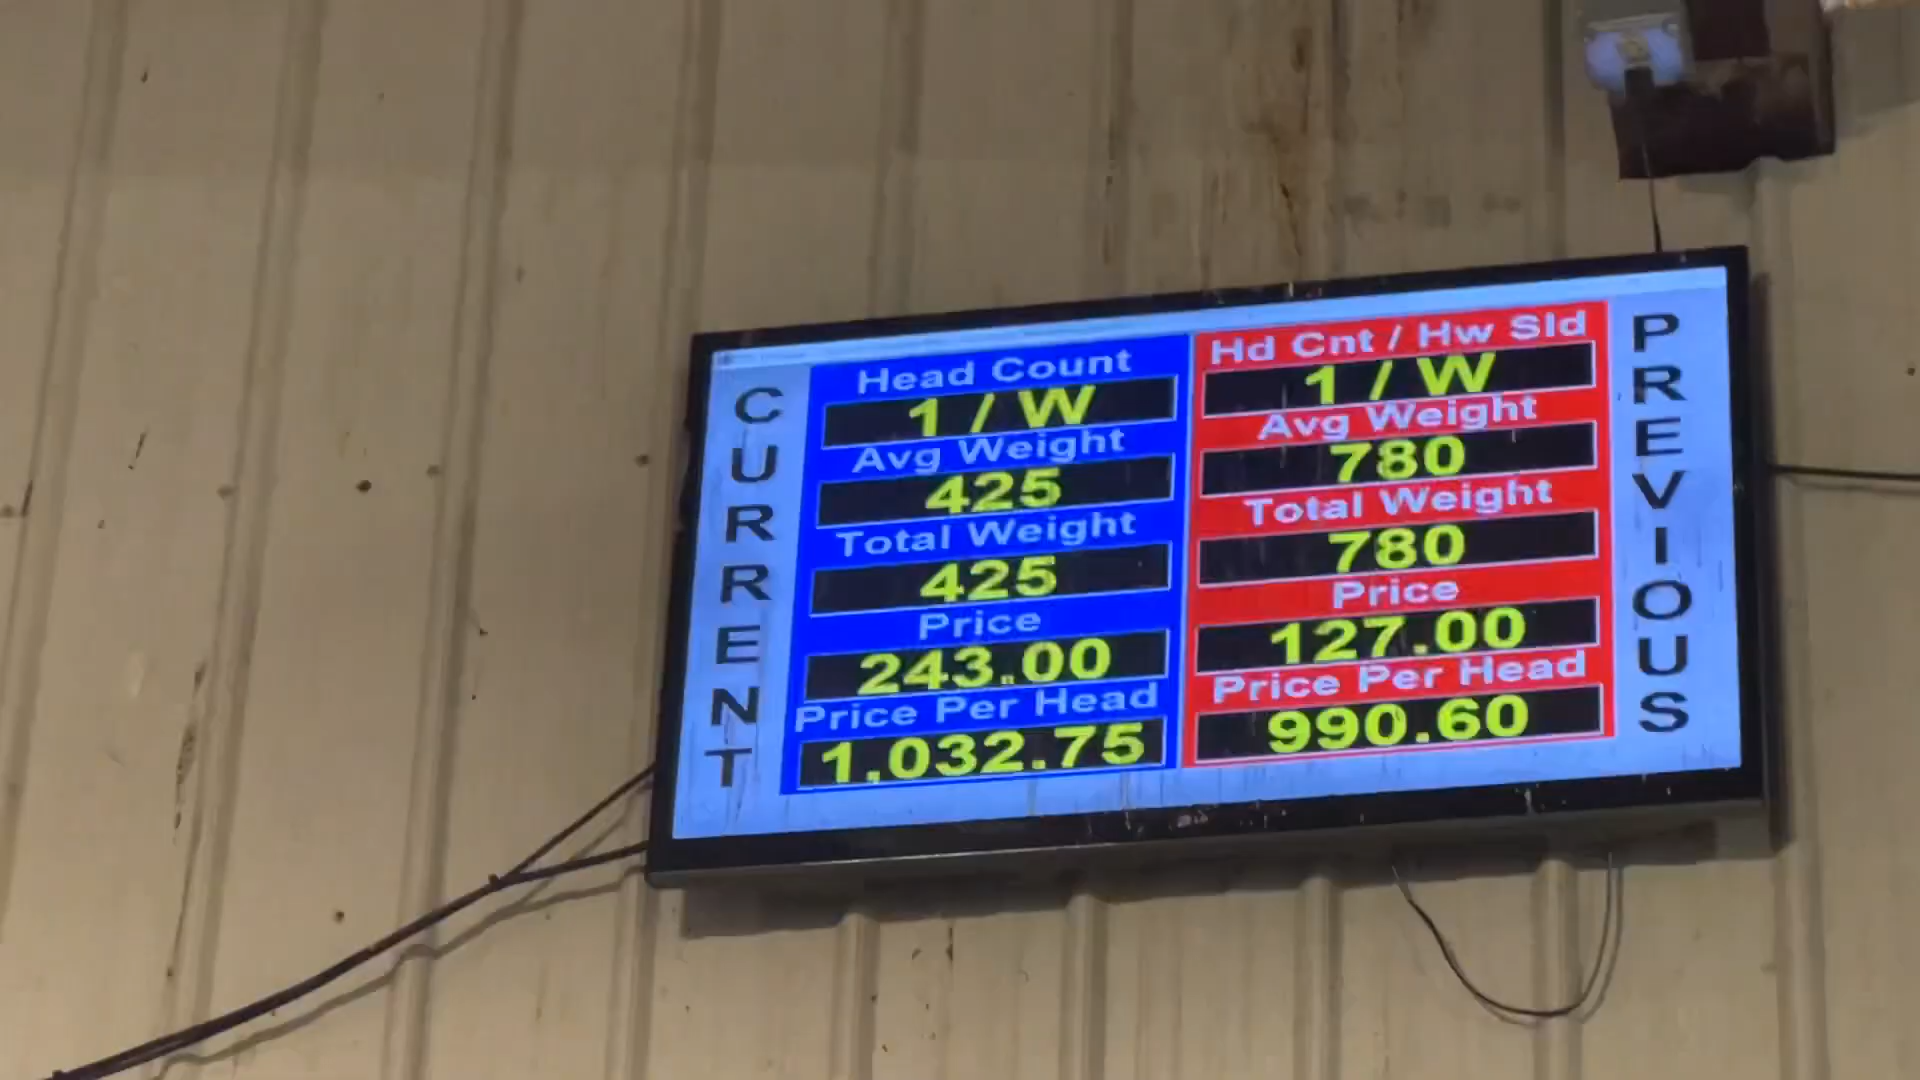 CURRENT
Head Count
1 / W
Avg Weight
425
Total Weight
425
Price
243.00
Price Per Head
1,032.75
Hd Cnt / Hw Sld
1 / W
Avg Weight
780
Total Weight
780
Price
127.00
Price Per Head
990.60
PREVIOUS